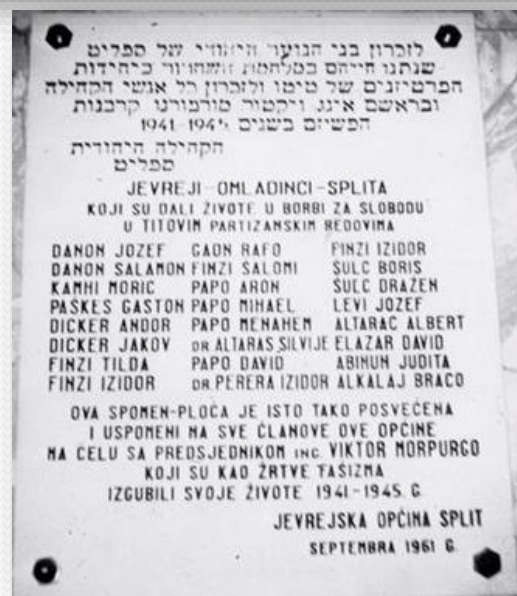 לזכרון בני הנוער היהודי של ספליט
שנתנו חייהם במלחמת השחרור ביחידות
הפרטיזנים של טיטו ולזכרון כל אנשי הקהילה
ובראשם אינג ויקטור מורפורגו קרבנות
הפשיזם בשנים 1941-1945
הקהילה היהודית
ספליט
JEVREJI-OMLADINCI-SPLITA
KOJI SU DALI ŽIVOTE U BORBI ZA SLOBODU
U TITOVIM PARTIZANSKIM REDOVIMA
DANON JOZEF GAON RAFO FINZI IZIDOR
DANON SALAMON FINZI SALOMI ŠULC BORIS
KAMHI MORIC PAPO ARON ŠULC DRAŽEN
PASKES GASTON PAPO MIHAEL LEVI JOZEF
DICKER ANDOR PAPO MENAHEM ALTARAC ALBERT
DICKER JAKOV DR ALTARAS SILVIJE ELAZAR DAVID
FINZI TILDA PAPO DAVID ABINUN JUDITA
FINZI IZIDOR DR PERERA IZIDOR ALKALAJ BRACO
OVA SPOMEN-PLOČA JE ISTO TAKO POSVEĆENA
I USPOMENI NA SVE ČLANOVE OVE OPĆINE
NA ČELU SA PREDSJEDNIKOM ING. VIKTOR MORPURGO
KOJI SU KAO ŽRTVE FAŠIZMA
IZGUBILI SVOJE ŽIVOTE 1941-1945. G.
JEVREJSKA OPĆINA SPLIT
SEPTEMBRA 1961 G.